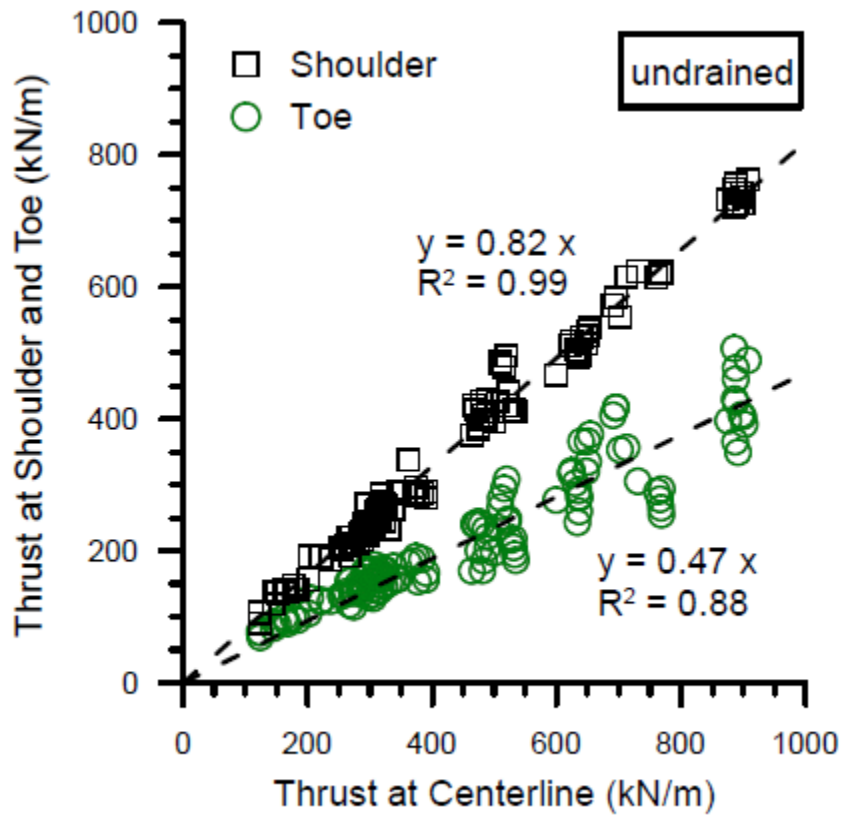 Thrust at Shoulder and Toe (kN/m)
1000
800
600
400
200
0
Shoulder
Toe
undrained
y = 0.82 x
R² = 0.99
y = 0.47 x
R² = 0.88
0 200 400 600 800 1000
Thrust at Centerline (kN/m)